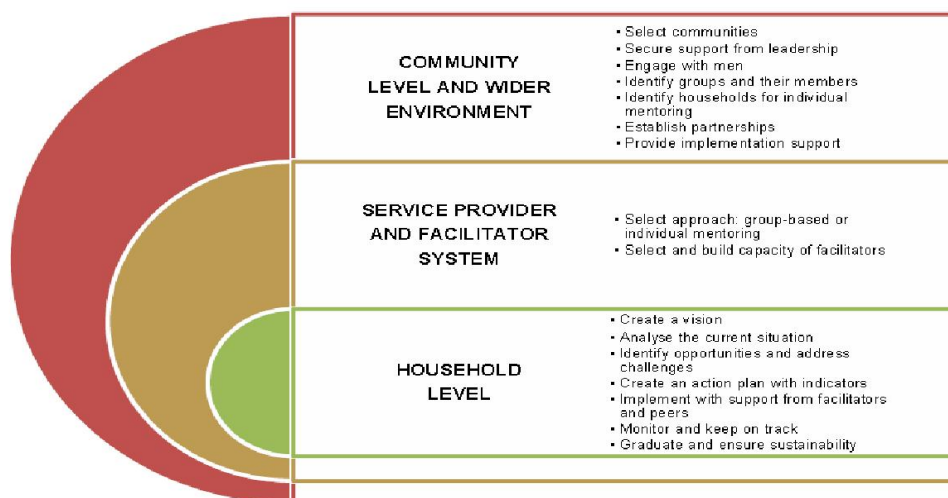 COMMUNITY
LEVEL AND WIDER
ENVIRONMENT
• Select communities
• Secure support from leadership
• Engage with men
• Identify groups and their members
• Identify households for individual
mentoring
• Establish partnerships
• Provide implementation support
SERVICE PROVIDER
AND FACILITATOR
SYSTEM
• Select approach: group-based or
individual mentoring
• Select and build capacity of facilitators
HOUSEHOLD
LEVEL
• Create a vision
• Analyse the current situation
• Identify opportunities and address
challenges
• Create an action plan with indicators
• Implement with support from facilitators
and peers
• Monitor and keep on track
• Graduate and ensure sustainability